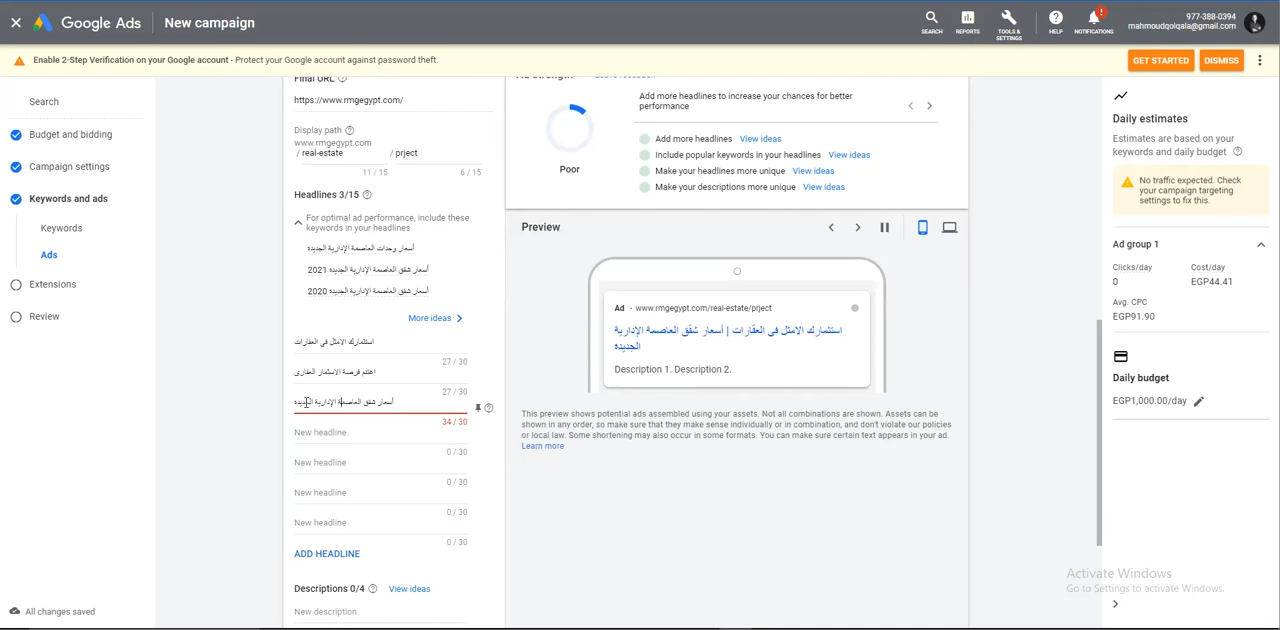 Google Ads
New campaign
SEARCH
REPORTS
TOOLS &
SETTINGS
HELP
NOTIFICATIONS
!
977-388-0394
mahmoudqoiqala@gmail.com
Enable 2-Step Verification on your Google account - Protect your Google account against password theft.
GET STARTED
DISMISS
Search
Budget and bidding
Campaign settings
Keywords and ads
Keywords
Ads
Extensions
Review
All changes saved
Final URL
https://www.rmgegypt.com/
Display path
www.rmgegypt.com
/ real-estate
/ prject
11 / 15
6 / 15
Headlines 3/15
For optimal ad performance, include these
keywords in your headlines
أسعار وحدات العاصمة الإدارية الجديده
أسعار شقق العاصمة الإدارية الجديده 2021
أسعار شقق العاصمة الإدارية الجديده 2020
More ideas
استثمارك الامثل فى العقارات
27 / 30
اغتنم فرصة الاسثمار العقارى
27 / 30
أسعار شقق العاصمة الإدارية الجديده
34 / 30
New headline
0 / 30
New headline
0 / 30
New headline
0 / 30
New headline
0 / 30
ADD HEADLINE
Descriptions 0/4
View ideas
New description
Poor
Add more headlines to increase your chances for better
performance
Add more headlines View ideas
Include popular keywords in your headlines View ideas
Make your headlines more unique View ideas
Make your descriptions more unique View ideas
Preview
Ad · www.rmgegypt.com/real-estate/prject
استثمارك الامثل فى العقارات | أسعار شقق العاصمة الإدارية
الجديده
Description 1. Description 2.
This preview shows potential ads assembled using your assets. Not all combinations are shown. Assets can be
shown in any order, so make sure that they make sense individually or in combination, and don't violate our policies
or local law. Some shortening may also occur in some formats. You can make sure certain text appears in your ad.
Learn more
Daily estimates
Estimates are based on your
keywords and daily budget
No traffic expected. Check
your campaign targeting
settings to fix this.
Ad group 1
Clicks/day
0
Cost/day
EGP44.41
Avg. CPC
EGP91.90
Daily budget
EGP1,000.00/day
Activate Windows
Go to Settings to activate Windows.